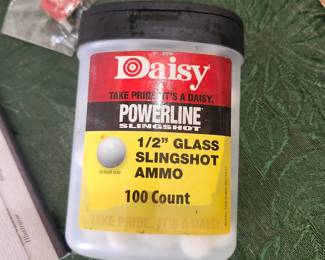 Daisy
TAKE PRIDE. IT'S A DAISY.
POWERLINE
SLINGSHOT
1/2" GLASS
SLINGSHOT
AMMO
Actual size
100 Count
TAKE PRIDE. IT'S A DAISY.